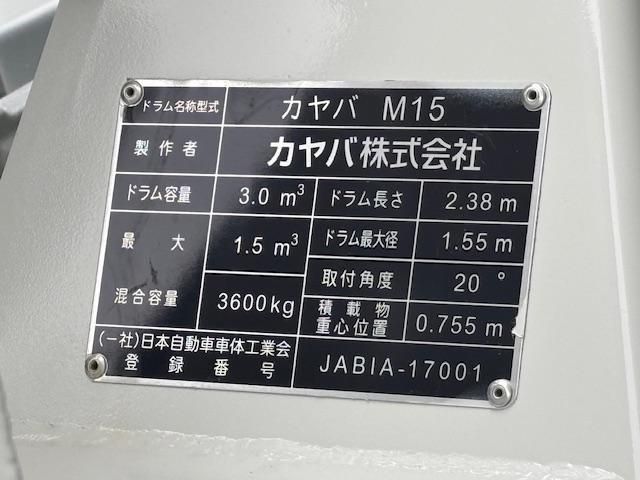 ドラム名称型式 カヤバ M15
製作者 カヤバ株式会社
ドラム容量 3.0 m³ ドラム長さ 2.38 m
最大 1.5 m³ ドラム最大径 1.55 m
混合容量 3600kg 取付角度 20°
積載物
重心位置 0.755 m
(一社)日本自動車車体工業会
登録番号 JABIA-17001